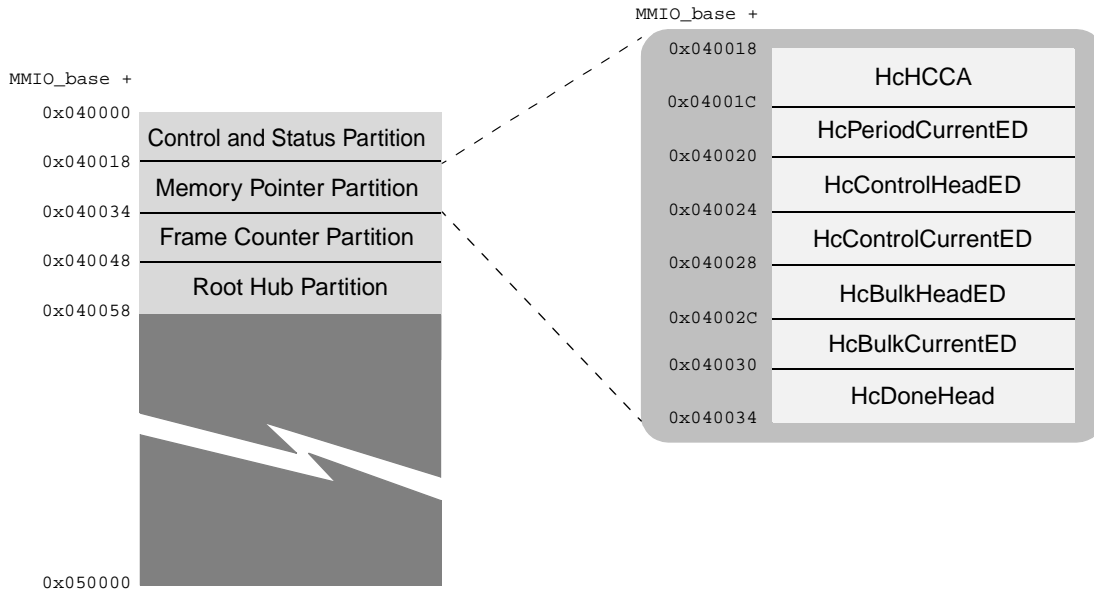 MMIO_base +
0x040000
Control and Status Partition
0x040018
Memory Pointer Partition
0x040034
Frame Counter Partition
0x040048
Root Hub Partition
0x040058
0x050000
MMIO_base +
0x040018
HcHCCA
0x04001C
HcPeriodCurrentED
0x040020
HcControlHeadED
0x040024
HcControlCurrentED
0x040028
HcBulkHeadED
0x04002C
HcBulkCurrentED
0x040030
HcDoneHead
0x040034